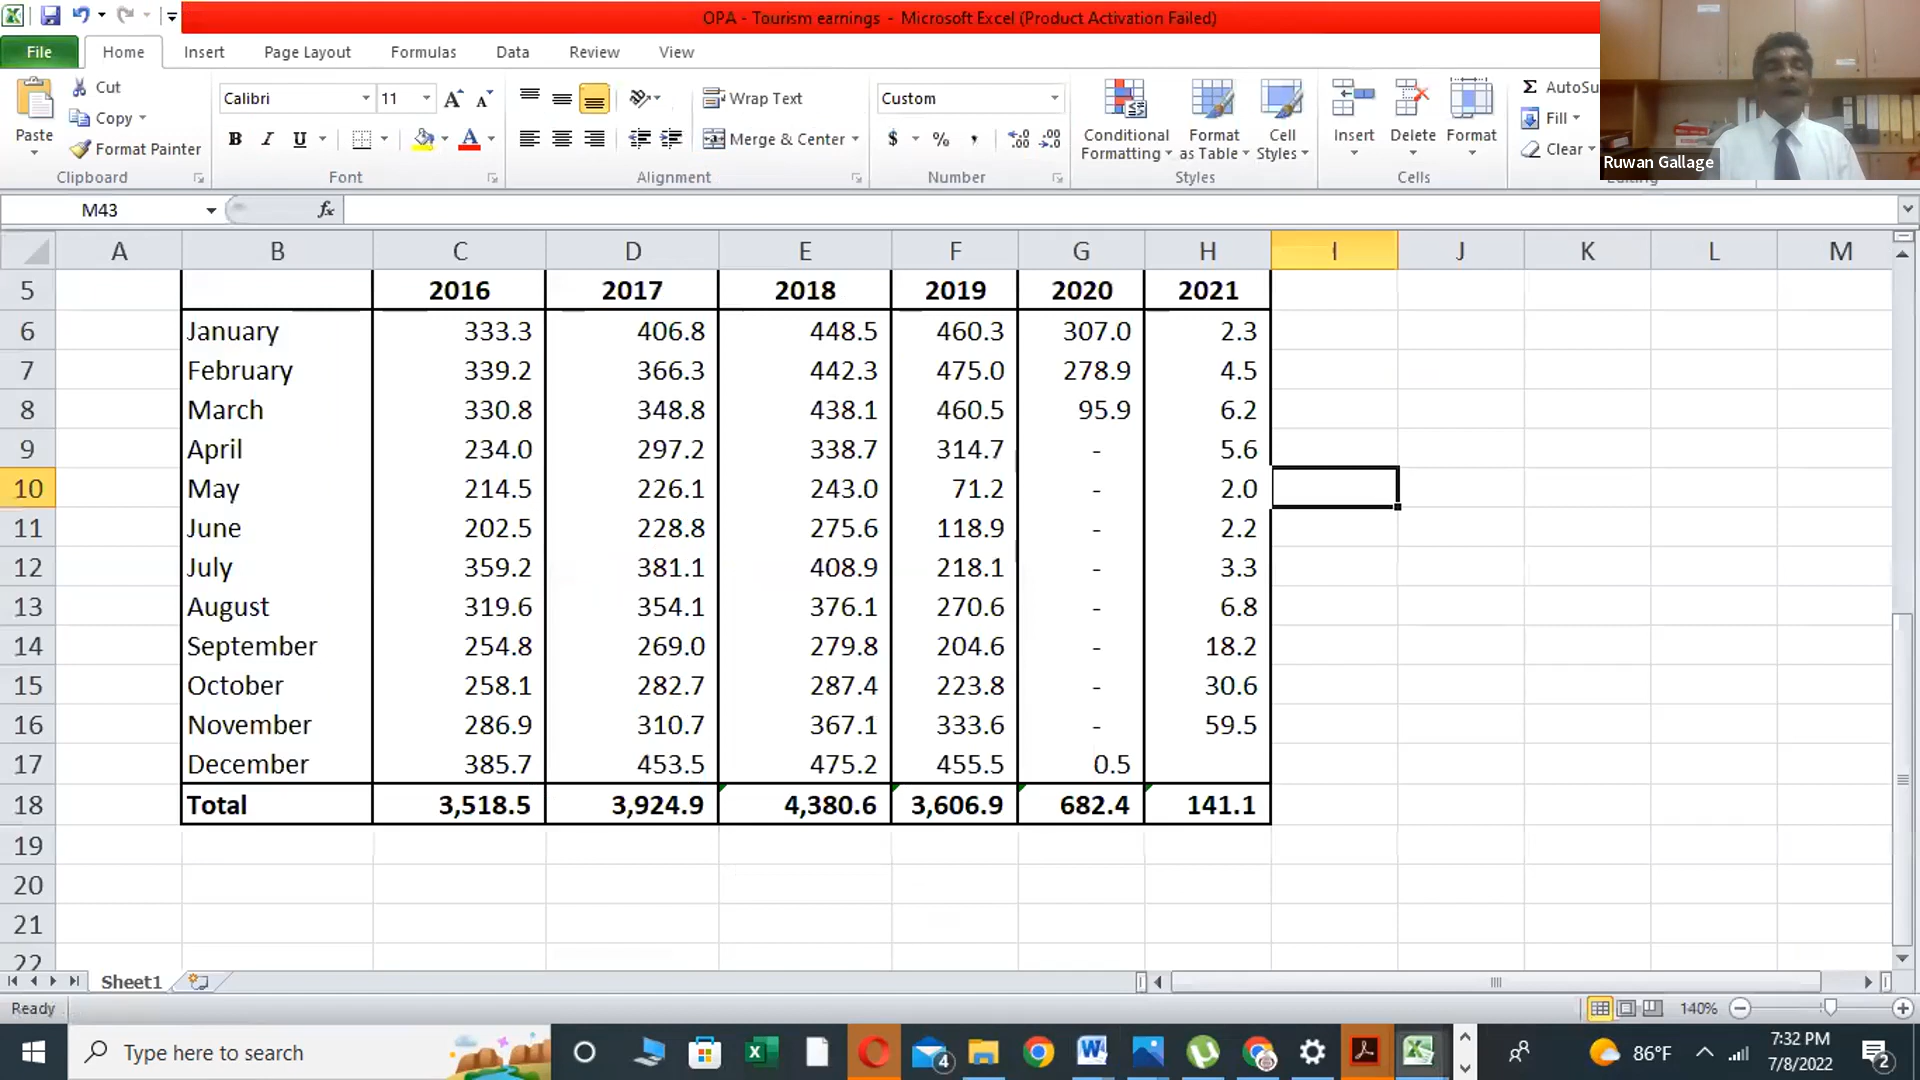 OPA - Tourism earnings - Microsoft Excel (Product Activation Failed)
File Home Insert Page Layout Formulas Data Review View
Paste
Cut
Copy
Format Painter
Clipboard
Calibri 11
B I U
Font
Wrap Text
Merge & Center
Alignment
Custom
$ % ,
Number
Conditional Formatting
Format as Table
Cell Styles
Styles
Insert Delete Format
Cells
Σ AutoSu
Fill
Clear
Ruwan Gallage
M43 fx
A B C D E F G H I J K L M
5 2016 2017 2018 2019 2020 2021
6 January 333.3 406.8 448.5 460.3 307.0 2.3
7 February 339.2 366.3 442.3 475.0 278.9 4.5
8 March 330.8 348.8 438.1 460.5 95.9 6.2
9 April 234.0 297.2 338.7 314.7 - 5.6
10 May 214.5 226.1 243.0 71.2 - 2.0
11 June 202.5 228.8 275.6 118.9 - 2.2
12 July 359.2 381.1 408.9 218.1 - 3.3
13 August 319.6 354.1 376.1 270.6 - 6.8
14 September 254.8 269.0 279.8 204.6 - 18.2
15 October 258.1 282.7 287.4 223.8 - 30.6
16 November 286.9 310.7 367.1 333.6 - 59.5
17 December 385.7 453.5 475.2 455.5 0.5
18 Total 3,518.5 3,924.9 4,380.6 3,606.9 682.4 141.1
19
20
21
22
Sheet1
Ready 140%
Type here to search 4 86°F 7:32 PM
7/8/2022 2